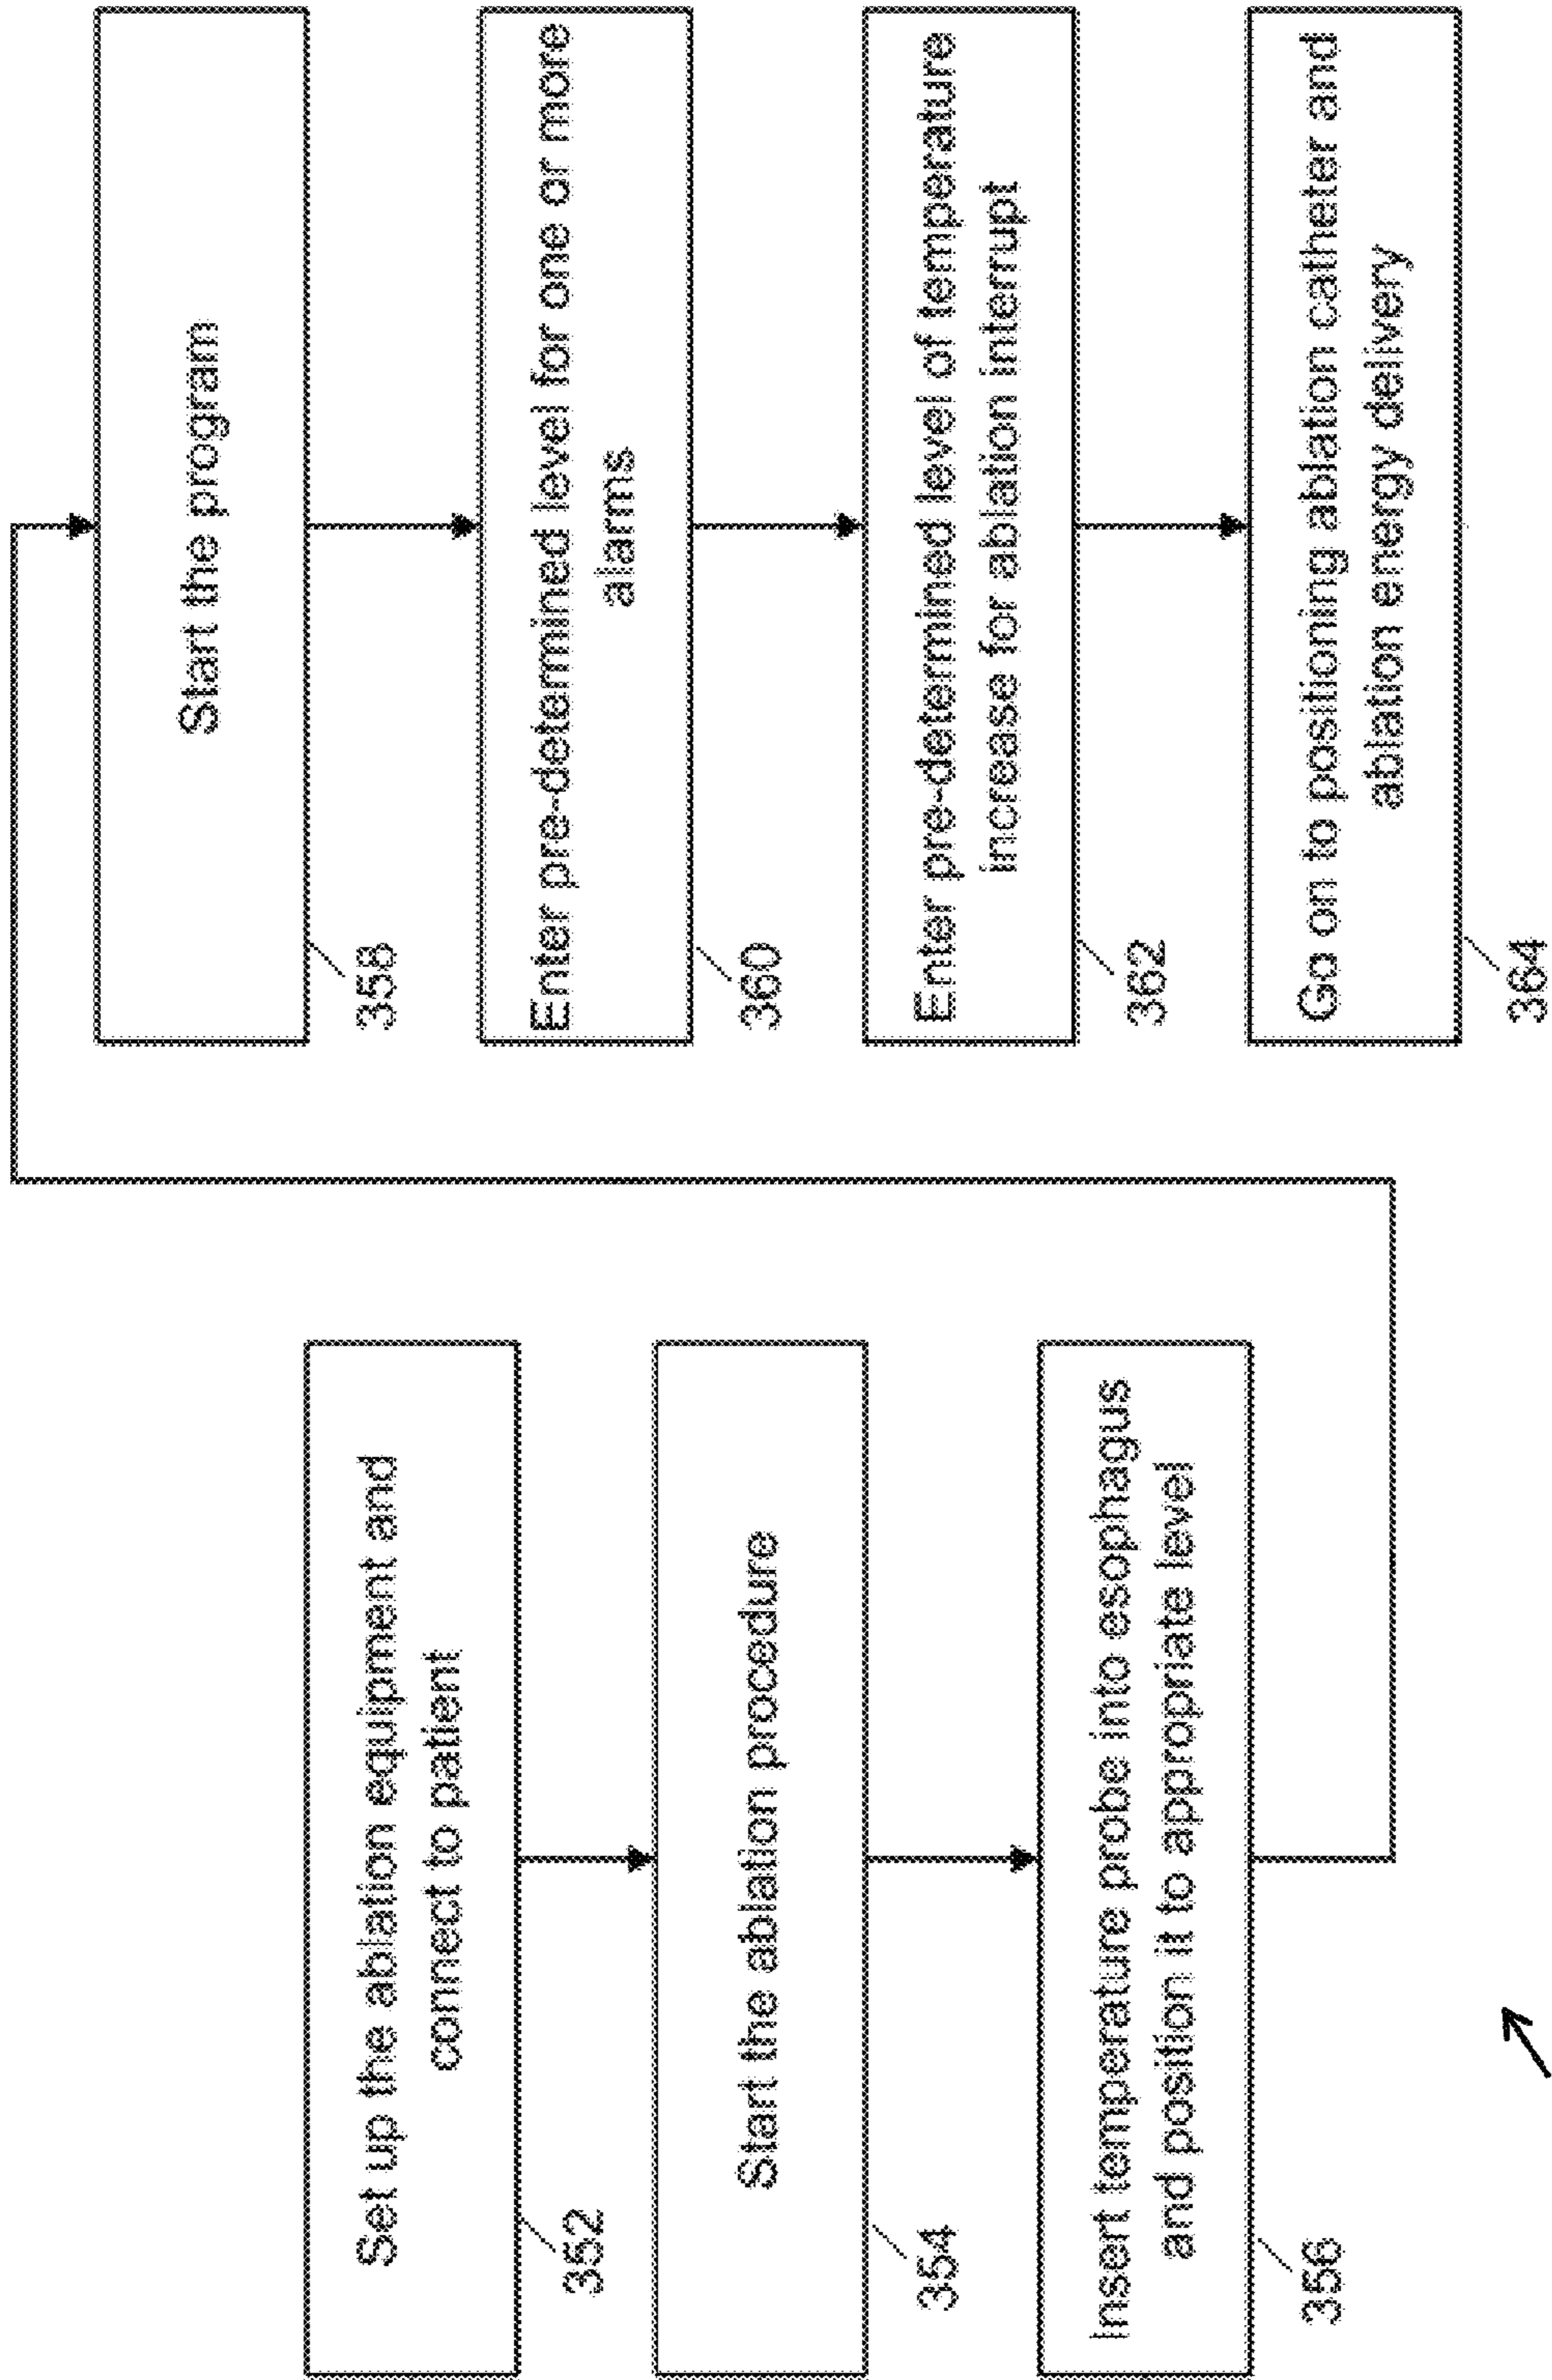 Set up the ablation equipment and
connect to patient
352
Start the ablation procedure
354
Insert temperature probe into esophagus
and position it to appropriate level
356
Start the program
358
Enter pre-determined level for one or more
alarms
360
Enter pre-determined level of temperature
increase for ablation interrupt
362
Go on to positioning ablation catheter and
ablation energy delivery
364